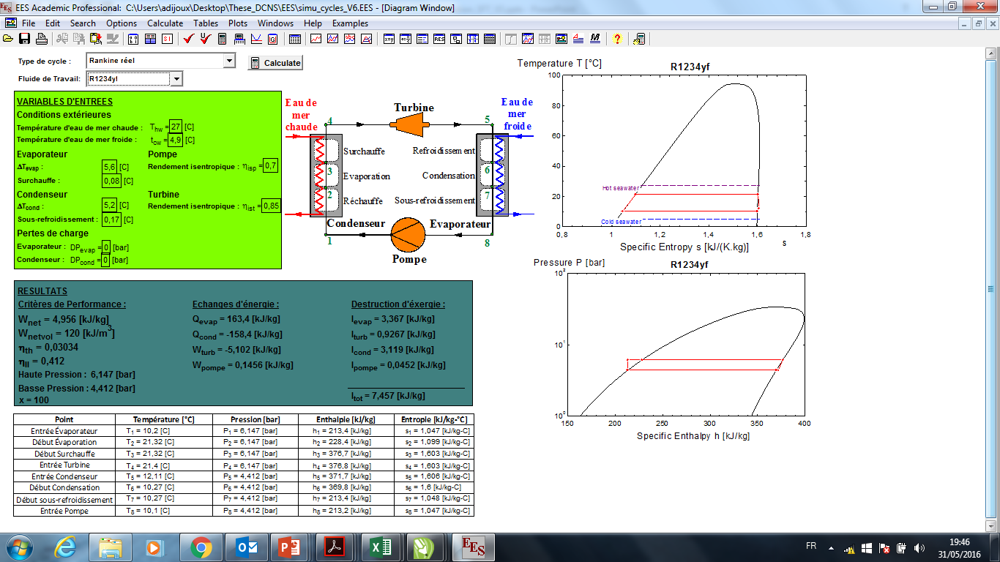 EES Academic Professional: C:\Users\adijoux\Desktop\These_DCNS\EES\simu_cycles_V6.EES - [Diagram Window]
File Edit Search Options Calculate Tables Plots Windows Help Examples
Type de cycle : Rankine réel Calculate
Fluide de Travail: R1234yf
VARIABLES D'ENTREES
Conditions extérieures
Température d'eau de mer chaude : Thw = 27 [C]
Température d'eau de mer froide : tcw = 4,9 [C]
Evaporateur Pompe
ΔTevap : 5,6 [C] Rendement isentropique : ηisp = 0,7
Surchauffe : 0,08 [C]
Condenseur Turbine
ΔTcond : 5,2 [C] Rendement isentropique : ηist = 0,85
Sous-refroidissement : 0,17 [C]
Pertes de charge
Evaporateur : DPevap = 0 [bar]
Condenseur : DPcond = 0 [bar]
Eau de mer chaude
Turbine
Eau de mer froide
4 5
Surchauffe Refroidissement
3 Evaporation Condensation 6
2 Réchauffe Sous-refroidissement 7
Condenseur Evaporateur
1 8
Pompe
Temperature T [°C]
R1234yf
100
80
60
40
20
0
Hot seawater
Cold seawater
0,8 1 1,2 1,4 1,6 1,8
s
Specific Entropy s [kJ/(K.kg)]
Pressure P [bar]
R1234yf
10²
10¹
10⁰
150 200 250 300 350 400
Specific Enthalpy h [kJ/kg]
RESULTATS
Critères de Performance : Echanges d'énergie : Destruction d'éxergie :
Wnet = 4,956 [kJ/kg] Qevap = 163,4 [kJ/kg] Ievap = 3,367 [kJ/kg]
Wnetvol = 120 [kJ/m³] Qcond = -158,4 [kJ/kg] Iturb = 0,9267 [kJ/kg]
ηth = 0,03034 Wturb = -5,102 [kJ/kg] Icond = 3,119 [kJ/kg]
ηII = 0,412 Wpompe = 0,1456 [kJ/kg] Ipompe = 0,0452 [kJ/kg]
Haute Pression : 6,147 [bar]
Basse Pression : 4,412 [bar]
x = 100
Itot = 7,457 [kJ/kg]
Point Température [°C] Pression [bar] Enthalpie [kJ/kg] Entropie [kJ/kg-°C]
Entrée Évaporateur T1 = 10,2 [C] P1 = 6,147 [bar] h1 = 213,4 [kJ/kg] s1 = 1,047 [kJ/kg-C]
Début Évaporation T2 = 21,32 [C] P2 = 6,147 [bar] h2 = 228,4 [kJ/kg] s2 = 1,099 [kJ/kg-C]
Début Surchauffe T3 = 21,32 [C] P3 = 6,147 [bar] h3 = 376,7 [kJ/kg] s3 = 1,603 [kJ/kg-C]
Entrée Turbine T4 = 21,4 [C] P4 = 6,147 [bar] h4 = 376,8 [kJ/kg] s4 = 1,603 [kJ/kg-C]
Entrée Condenseur T5 = 12,11 [C] P5 = 4,412 [bar] h5 = 371,7 [kJ/kg] s5 = 1,606 [kJ/kg-C]
Début Condensation T6 = 10,27 [C] P6 = 4,412 [bar] h6 = 369,8 [kJ/kg] s6 = 1,6 [kJ/kg-C]
Début sous-refroidissement T7 = 10,27 [C] P7 = 4,412 [bar] h7 = 213,4 [kJ/kg] s7 = 1,048 [kJ/kg-C]
Entrée Pompe T8 = 10,1 [C] P8 = 4,412 [bar] h8 = 213,2 [kJ/kg] s8 = 1,047 [kJ/kg-C]
EES
FR
19:46
31/05/2016